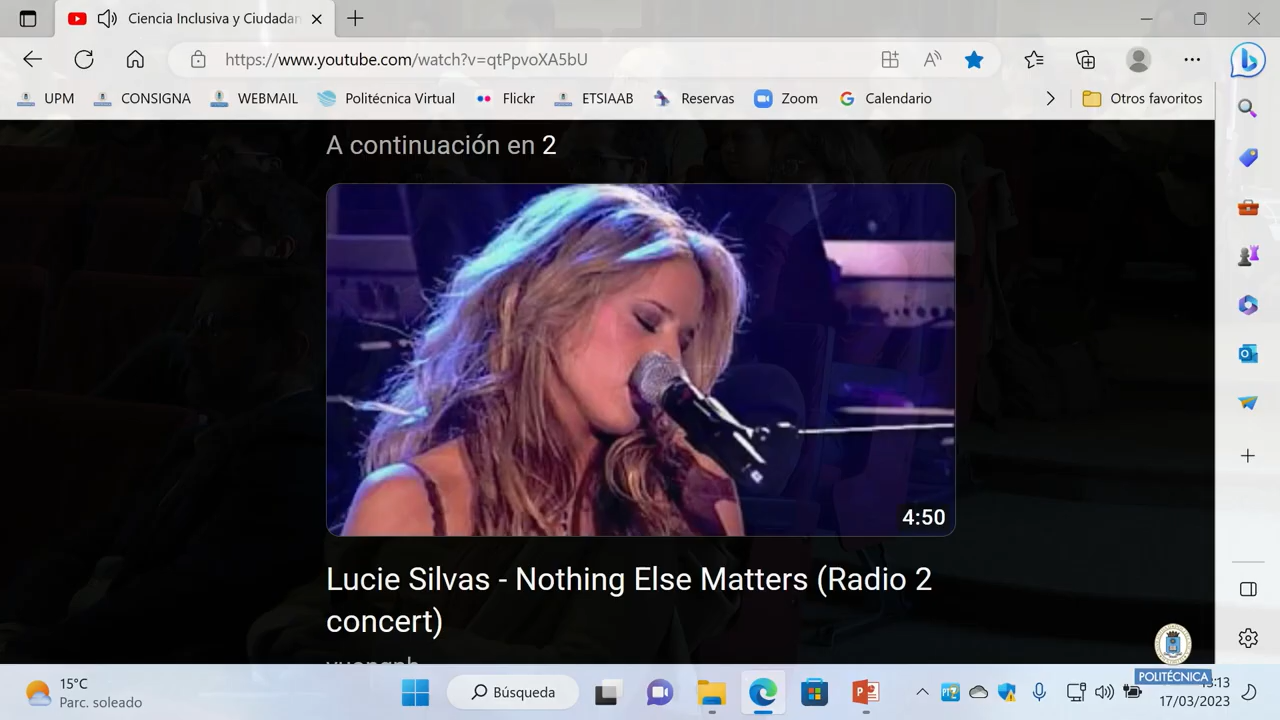 Ciencia Inclusiva y Ciudadan
https://www.youtube.com/watch?v=qtPpvoXA5bU
UPM CONSIGNA WEBMAIL Politécnica Virtual Flickr ETSIAAB Reservas Zoom Calendario Otros favoritos
A continuación en 2
4:50
Lucie Silvas - Nothing Else Matters (Radio 2
concert)
POLITÉCNICA
15°C
Parc. soleado
Búsqueda
:13
17/03/2023